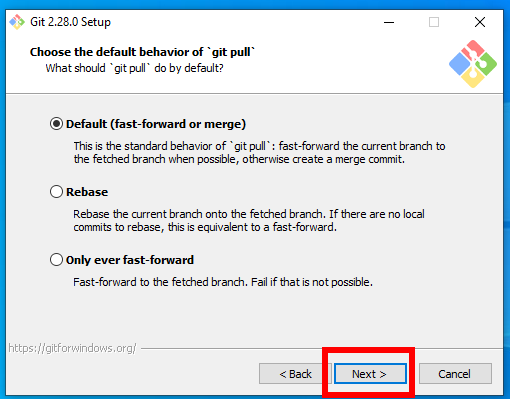 Git 2.28.0 Setup
Choose the default behavior of `git pull`
What should `git pull` do by default?
Default (fast-forward or merge)
This is the standard behavior of `git pull`: fast-forward the current branch to
the fetched branch when possible, otherwise create a merge commit.
Rebase
Rebase the current branch onto the fetched branch. If there are no local
commits to rebase, this is equivalent to a fast-forward.
Only ever fast-forward
Fast-forward to the fetched branch. Fail if that is not possible.
https://gitforwindows.org/
< Back
Next >
Cancel